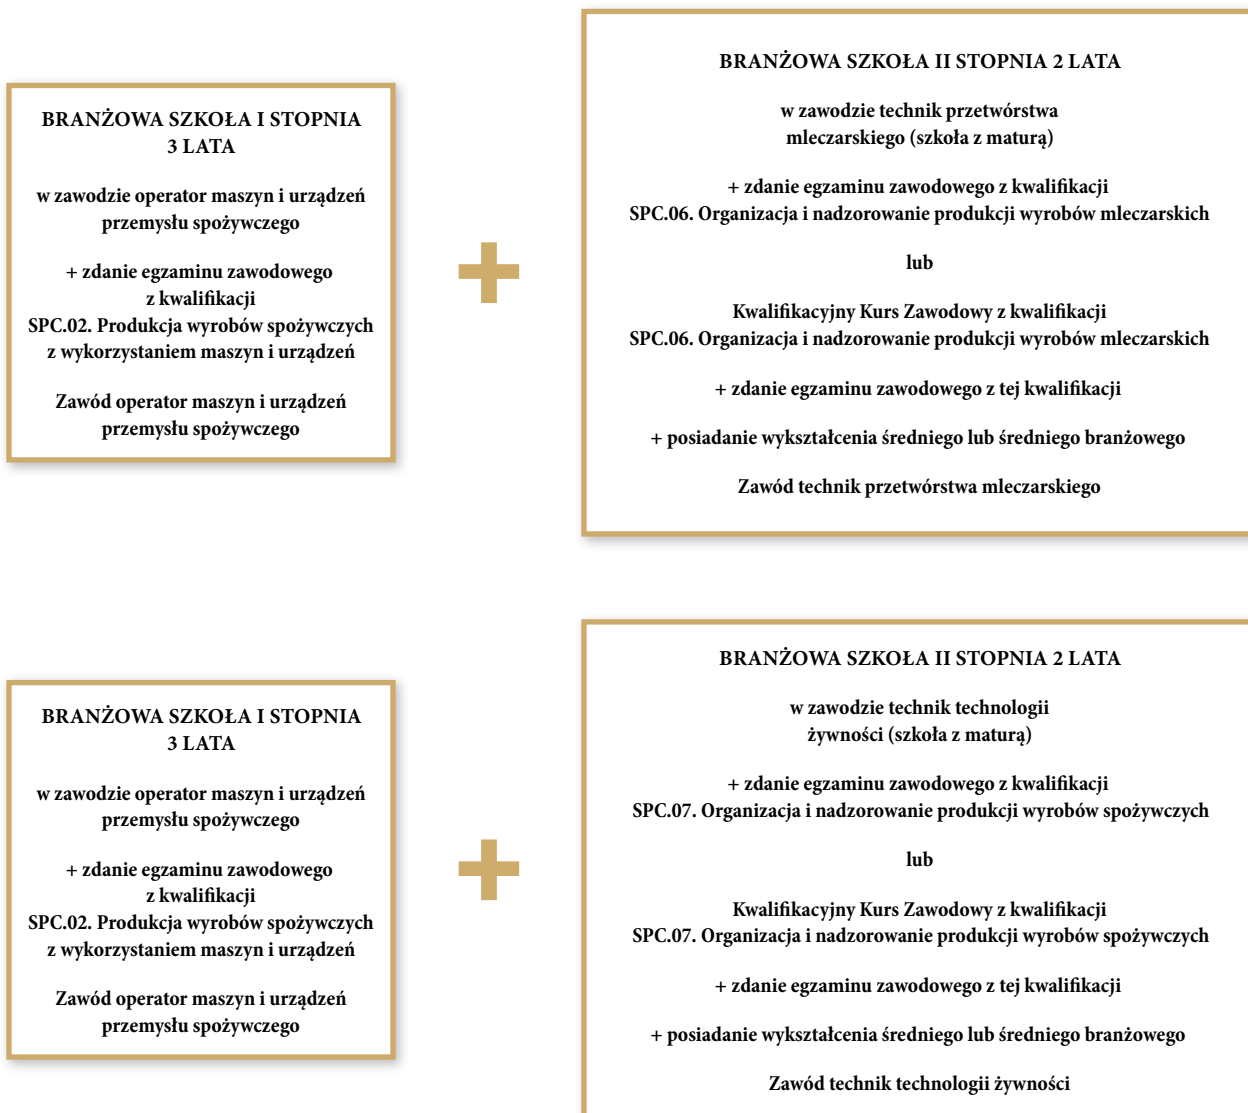 BRANŻOWA SZKOŁA I STOPNIA
3 LATA
w zawodzie operator maszyn i urządzeń
przemysłu spożywczego
+ zdanie egzaminu zawodowego
z kwalifikacji
SPC.02. Produkcja wyrobów spożywczych
z wykorzystaniem maszyn i urządzeń
Zawód operator maszyn i urządzeń
przemysłu spożywczego
+
BRANŻOWA SZKOŁA II STOPNIA 2 LATA
w zawodzie technik przetwórstwa
mleczarskiego (szkoła z maturą)
+ zdanie egzaminu zawodowego z kwalifikacji
SPC.06. Organizacja i nadzorowanie produkcji wyrobów mleczarskich
lub
Kwalifikacyjny Kurs Zawodowy z kwalifikacji
SPC.06. Organizacja i nadzorowanie produkcji wyrobów mleczarskich
+ zdanie egzaminu zawodowego z tej kwalifikacji
+ posiadanie wykształcenia średniego lub średniego branżowego
Zawód technik przetwórstwa mleczarskiego
BRANŻOWA SZKOŁA I STOPNIA
3 LATA
w zawodzie operator maszyn i urządzeń
przemysłu spożywczego
+ zdanie egzaminu zawodowego
z kwalifikacji
SPC.02. Produkcja wyrobów spożywczych
z wykorzystaniem maszyn i urządzeń
Zawód operator maszyn i urządzeń
przemysłu spożywczego
+
BRANŻOWA SZKOŁA II STOPNIA 2 LATA
w zawodzie technik technologii
żywności (szkoła z maturą)
+ zdanie egzaminu zawodowego z kwalifikacji
SPC.07. Organizacja i nadzorowanie produkcji wyrobów spożywczych
lub
Kwalifikacyjny Kurs Zawodowy z kwalifikacji
SPC.07. Organizacja i nadzorowanie produkcji wyrobów spożywczych
+ zdanie egzaminu zawodowego z tej kwalifikacji
+ posiadanie wykształcenia średniego lub średniego branżowego
Zawód technik technologii żywności